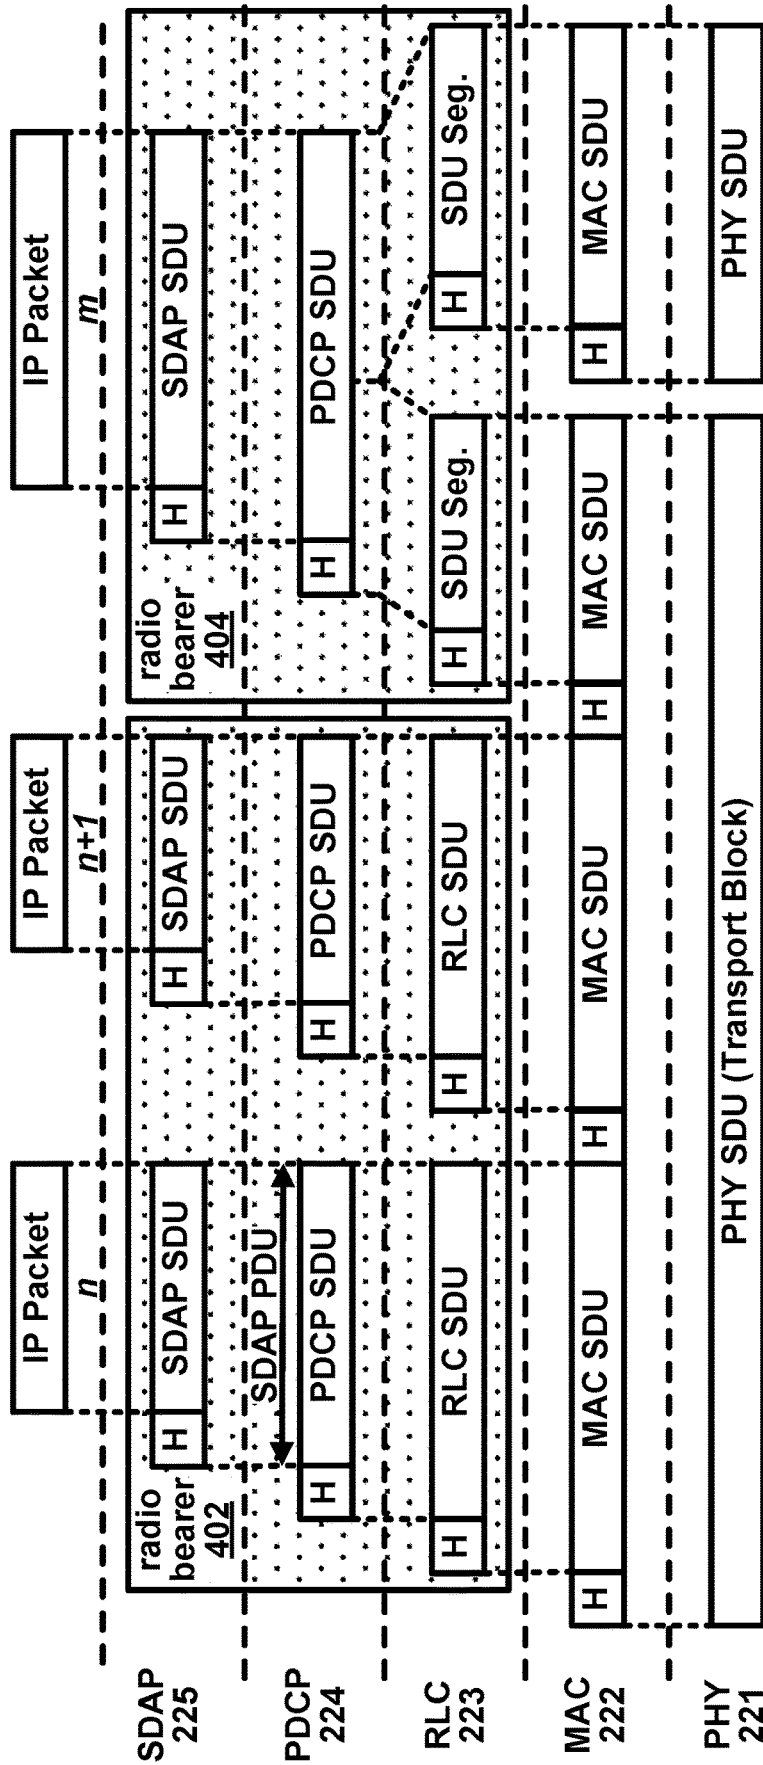 IP Packet
IP Packet
IP Packet
n
n+1
m
SDAP
225
radio
bearer
402
H
SDAP SDU
H
SDAP SDU
radio
bearer
404
H
SDAP SDU
SDAP PDU
PDCP
224
H
PDCP SDU
H
PDCP SDU
H
PDCP SDU
RLC
223
H
RLC SDU
H
RLC SDU
H
SDU Seg.
H
SDU Seg.
MAC
222
H
MAC SDU
H
MAC SDU
H
MAC SDU
H
MAC SDU
PHY
221
PHY SDU (Transport Block)
PHY SDU